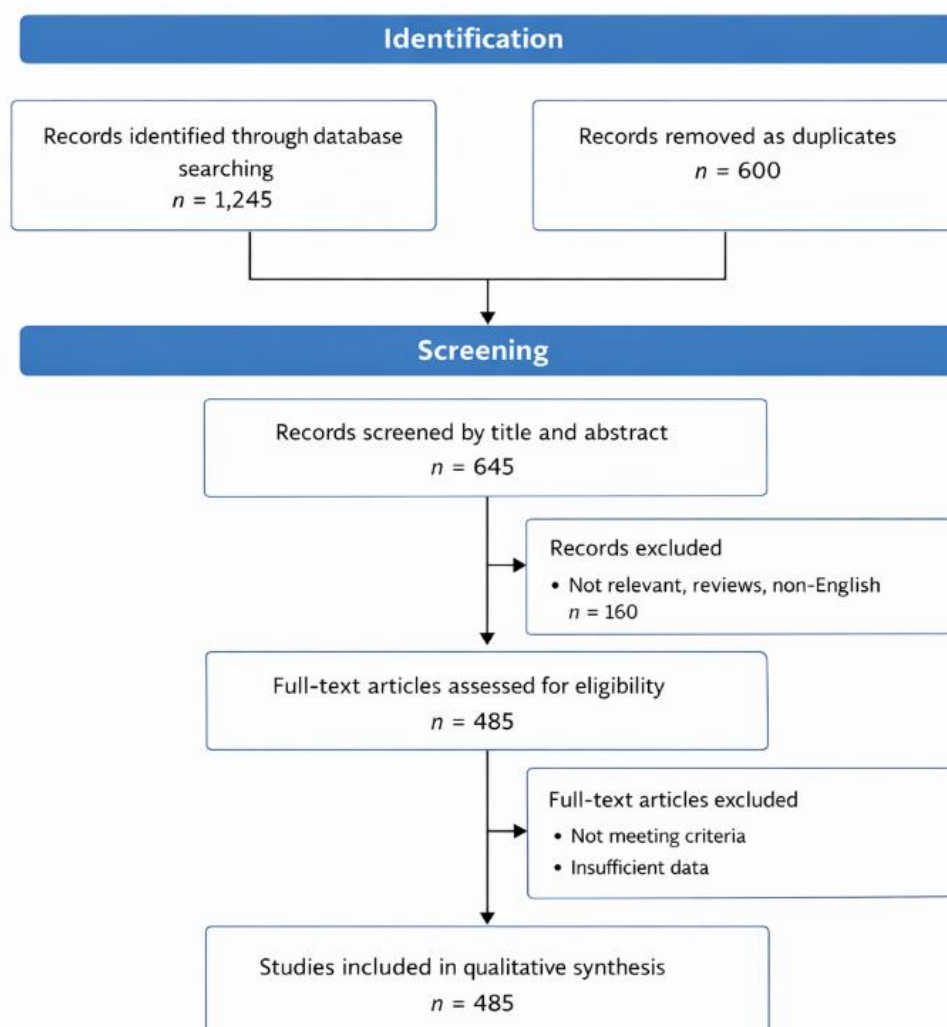 Identification
Records identified through database
searching
n = 1,245
Records removed as duplicates
n = 600
Screening
Records screened by title and abstract
n = 645
Records excluded
• Not relevant, reviews, non-English
n = 160
Full-text articles assessed for eligibility
n = 485
Full-text articles excluded
• Not meeting criteria
• Insufficient data
Studies included in qualitative synthesis
n = 485